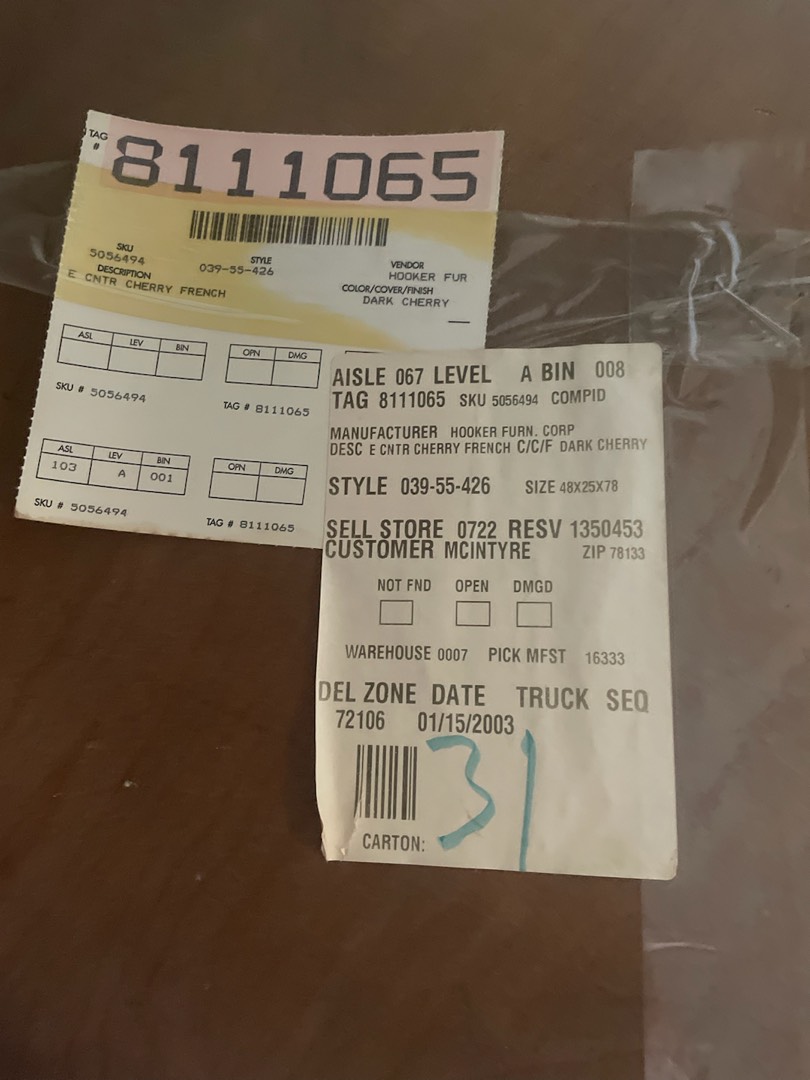 TAG
#
8111065
SKU
5056494
STYLE
039-55-426
VENDOR
HOOKER FUR
DESCRIPTION
E CNTR CHERRY FRENCH
COLOR/COVER/FINISH
DARK CHERRY
ASL LEV BIN OPN DMG
SKU # 5056494 TAG # 8111065
ASL LEV BIN OPN DMG
103 A 001
SKU # 5056494 TAG # 8111065
AISLE 067 LEVEL A BIN 008
TAG 8111065 SKU 5056494 COMPID
MANUFACTURER HOOKER FURN. CORP
DESC E CNTR CHERRY FRENCH C/C/F DARK CHERRY
STYLE 039-55-426 SIZE 48X25X78
SELL STORE 0722 RESV 1350453
CUSTOMER MCINTYRE ZIP 78133
NOT FND OPEN DMGD
WAREHOUSE 0007 PICK MFST 16333
DEL ZONE DATE TRUCK SEQ
72106 01/15/2003
31
CARTON: